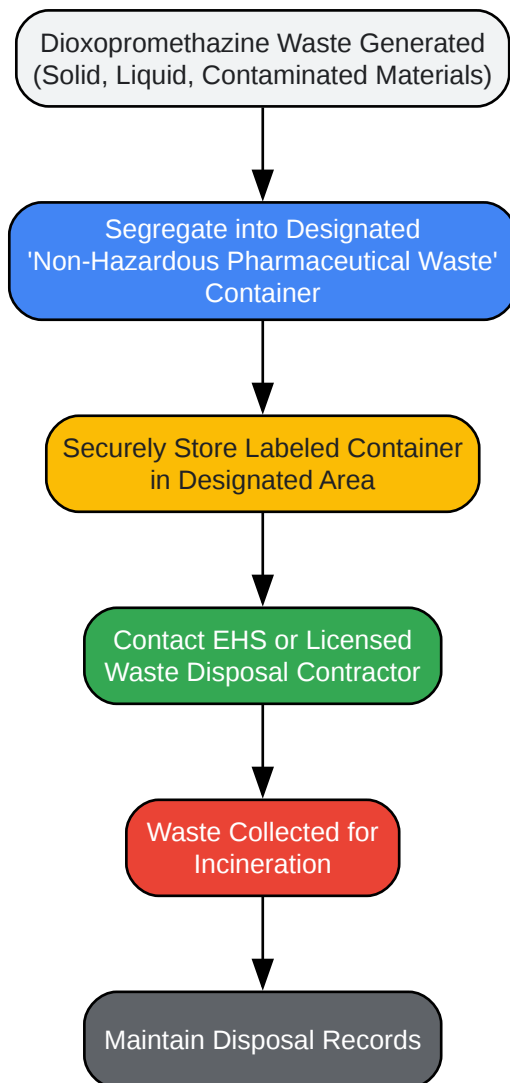 Dioxopromethazine Waste Generated
(Solid, Liquid, Contaminated Materials)
Segregate into Designated
'Non-Hazardous Pharmaceutical Waste'
Container
Securely Store Labeled Container
in Designated Area
Contact EHS or Licensed
Waste Disposal Contractor
Waste Collected for
Incineration
Maintain Disposal Records